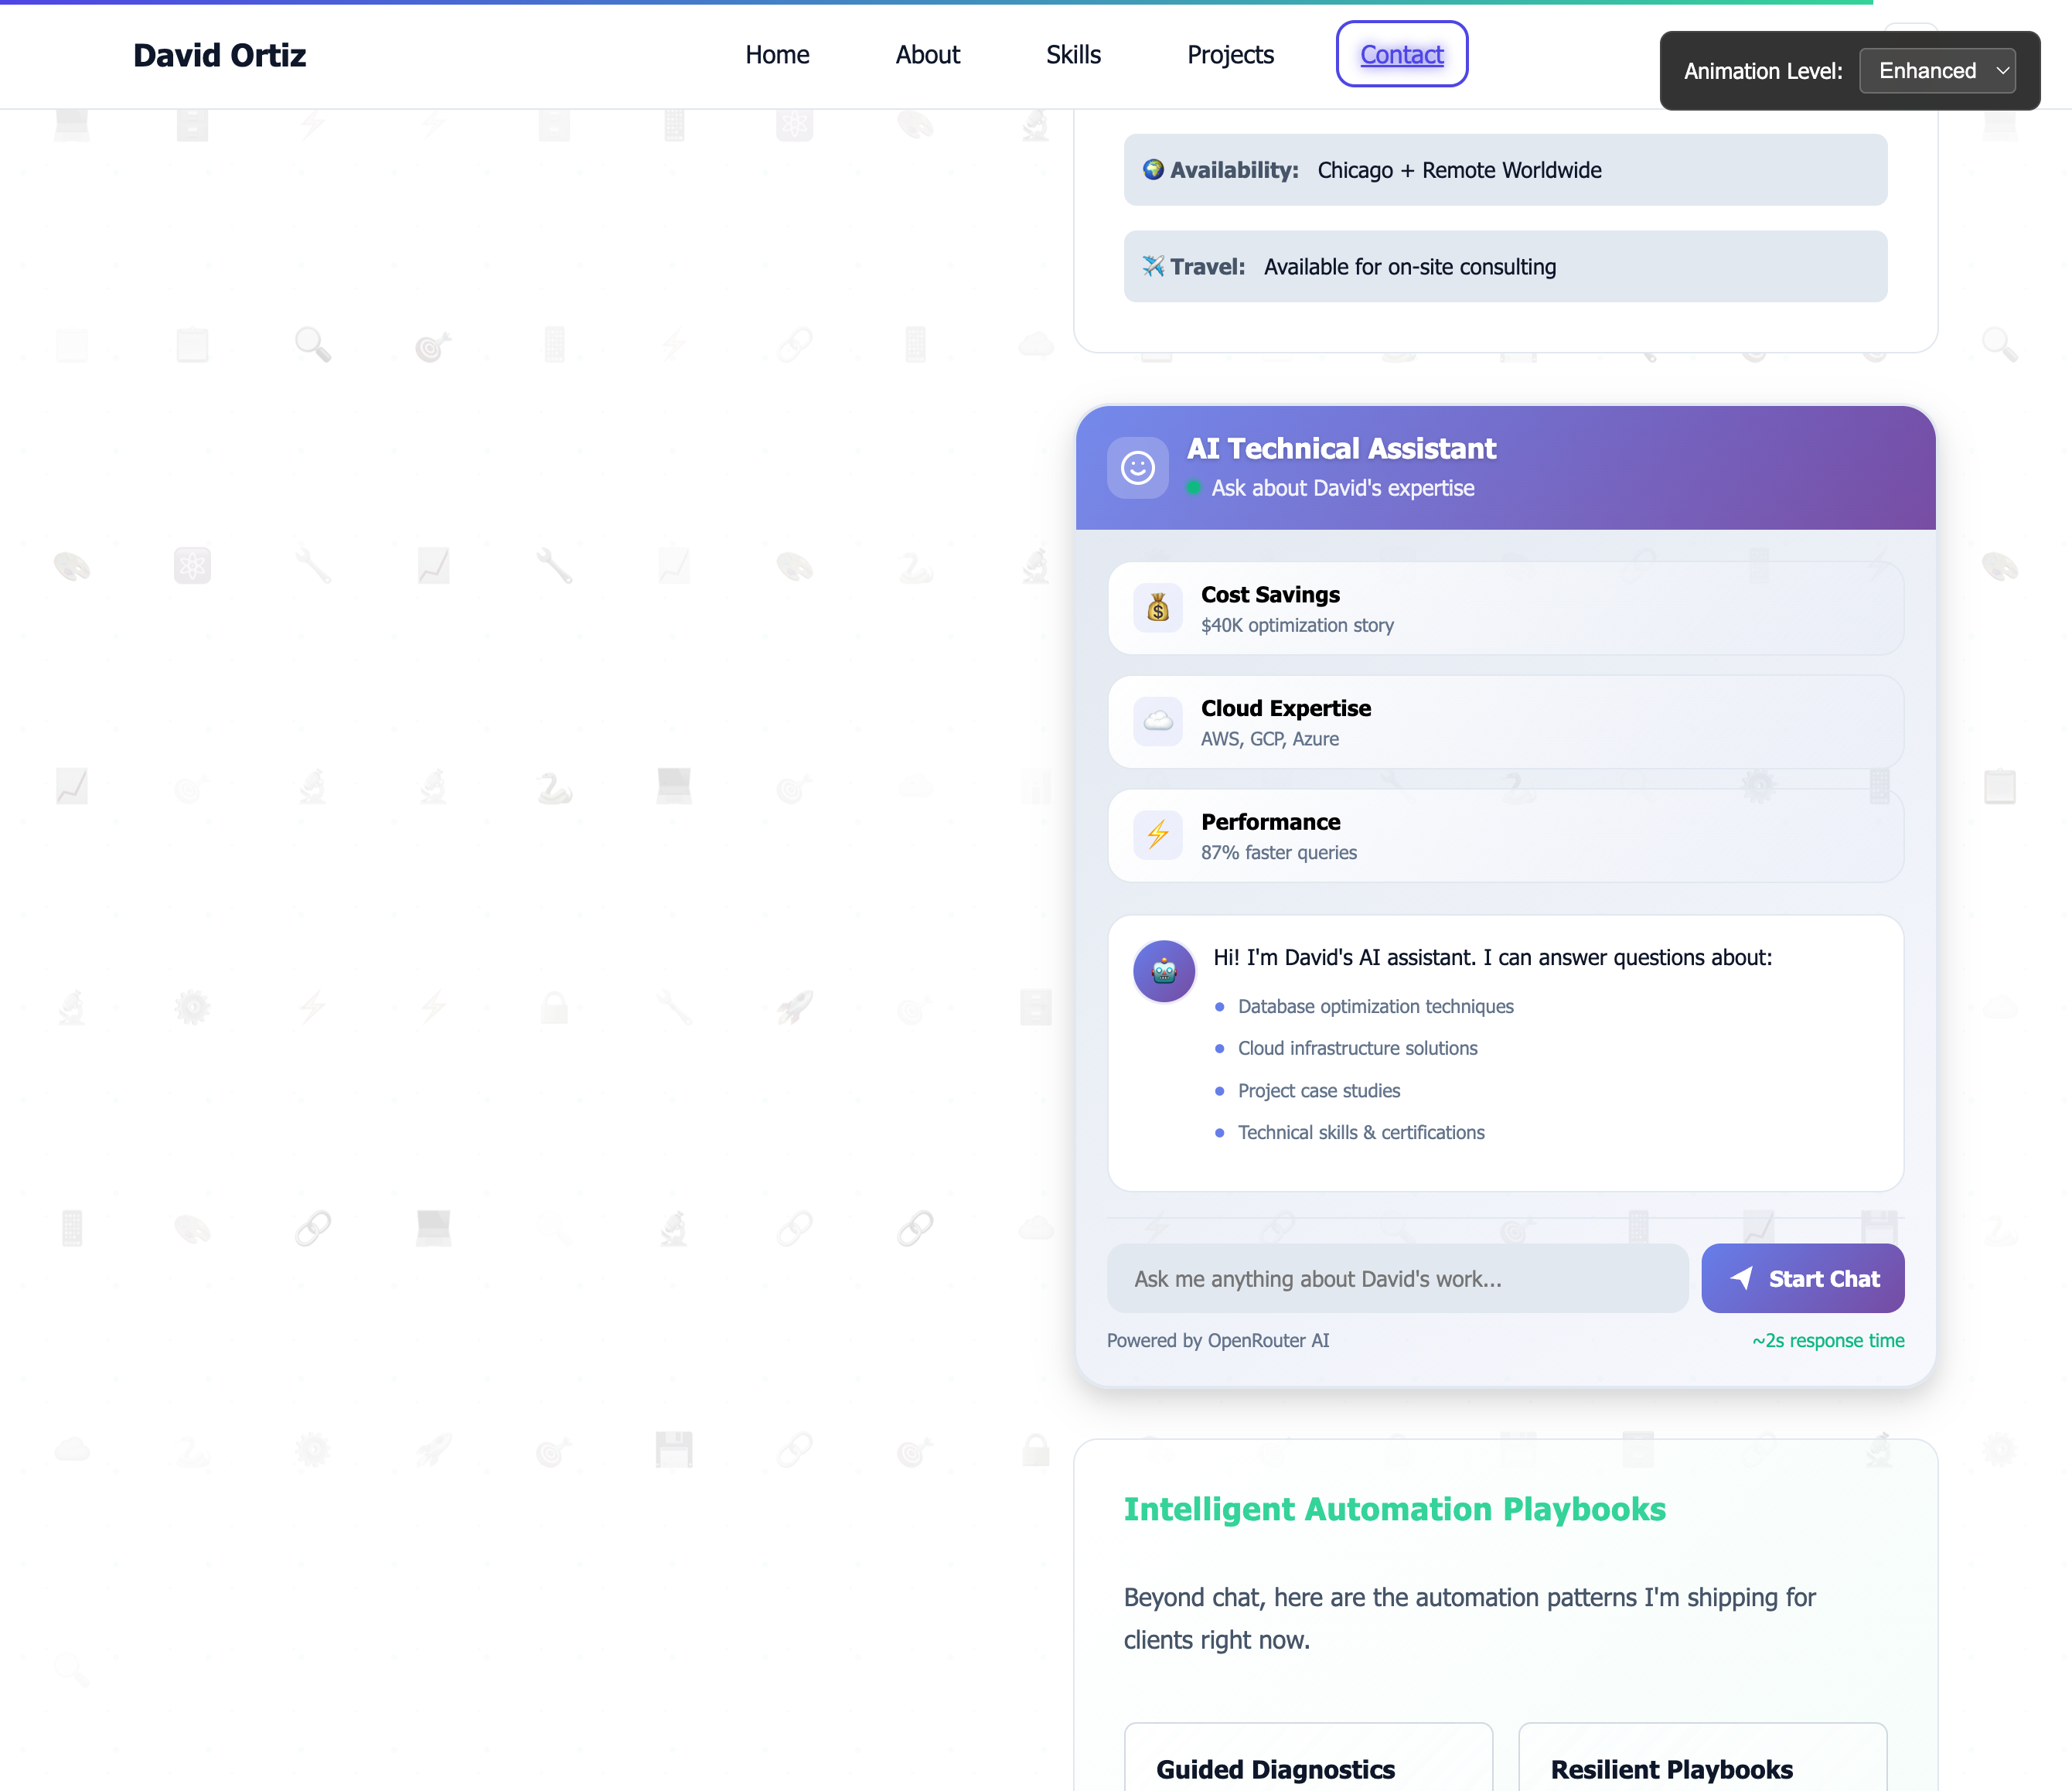 David Ortiz
Home
About
Skills
Projects
Contact
Animation Level:
Enhanced
Availability: Chicago + Remote Worldwide
Travel: Available for on-site consulting
AI Technical Assistant
Ask about David's expertise
Cost Savings
$40K optimization story
Cloud Expertise
AWS, GCP, Azure
Performance
87% faster queries
Hi! I'm David's AI assistant. I can answer questions about:
Database optimization techniques
Cloud infrastructure solutions
Project case studies
Technical skills & certifications
Ask me anything about David's work...
Start Chat
Powered by OpenRouter AI
~2s response time
Intelligent Automation Playbooks
Beyond chat, here are the automation patterns I'm shipping for
clients right now.
Guided Diagnostics
Resilient Playbooks